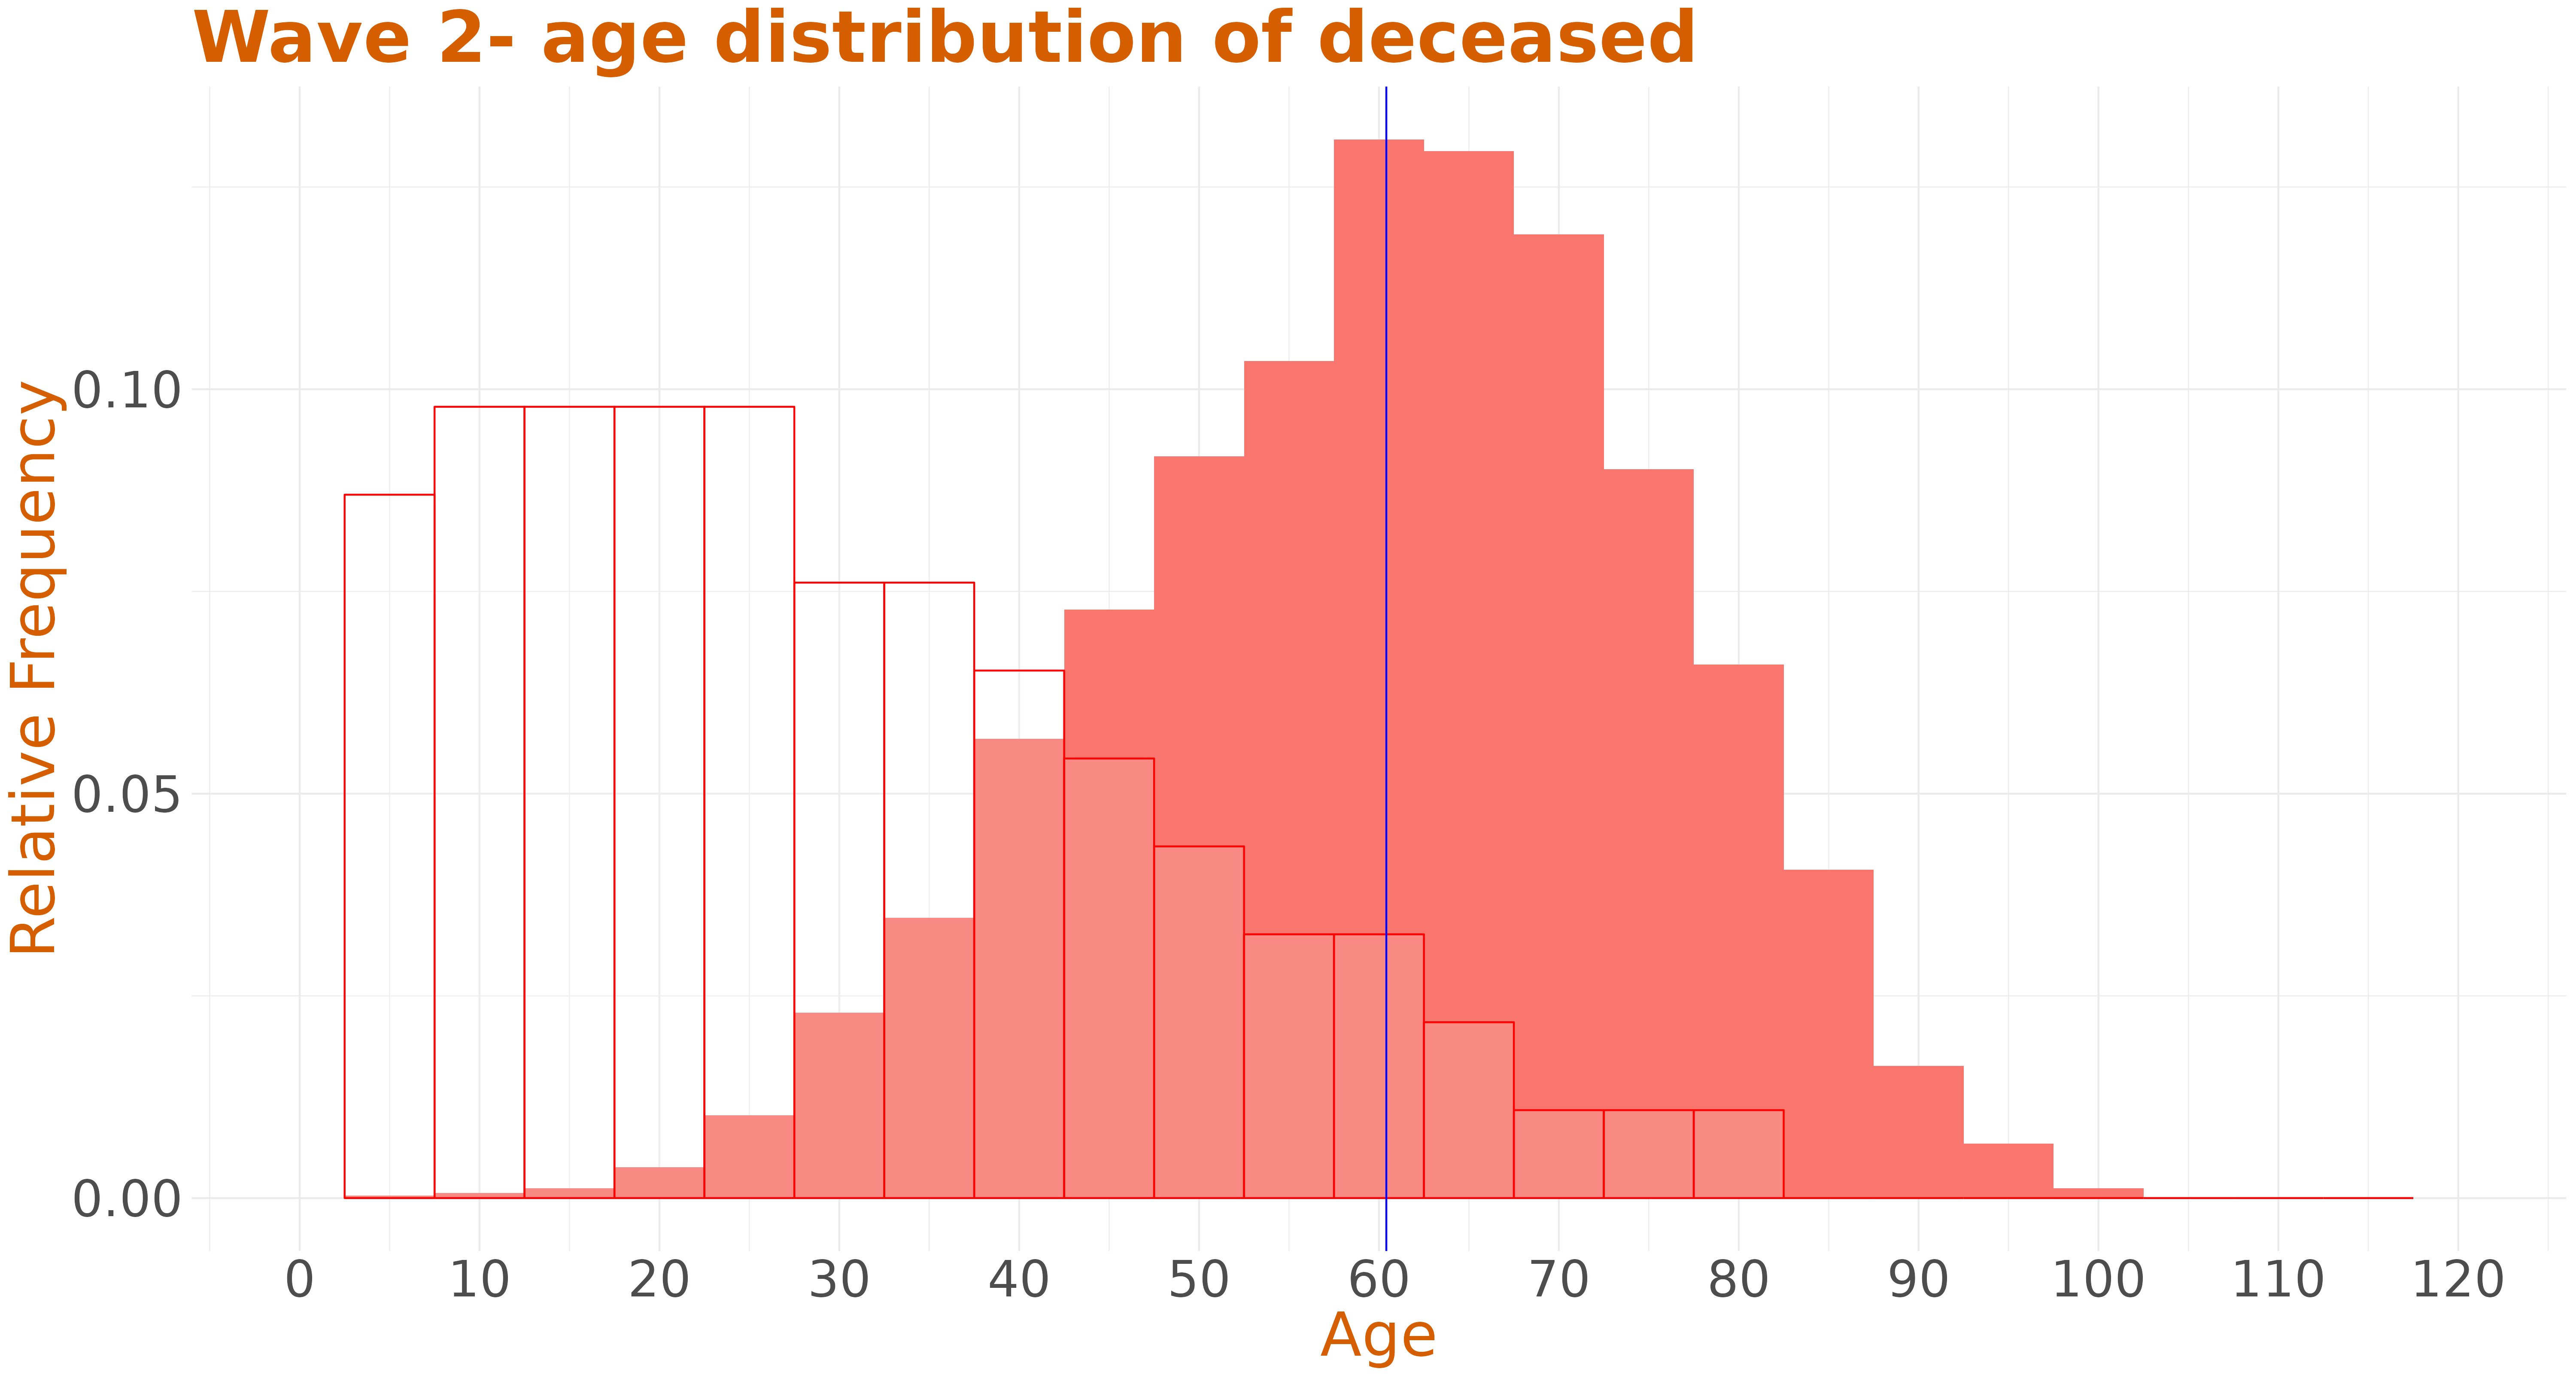 Wave 2- age distribution of deceased
Relative Frequency
0.10
0.05
0.00
0 10 20 30 40 50 60 70 80 90 100 110 120
Age